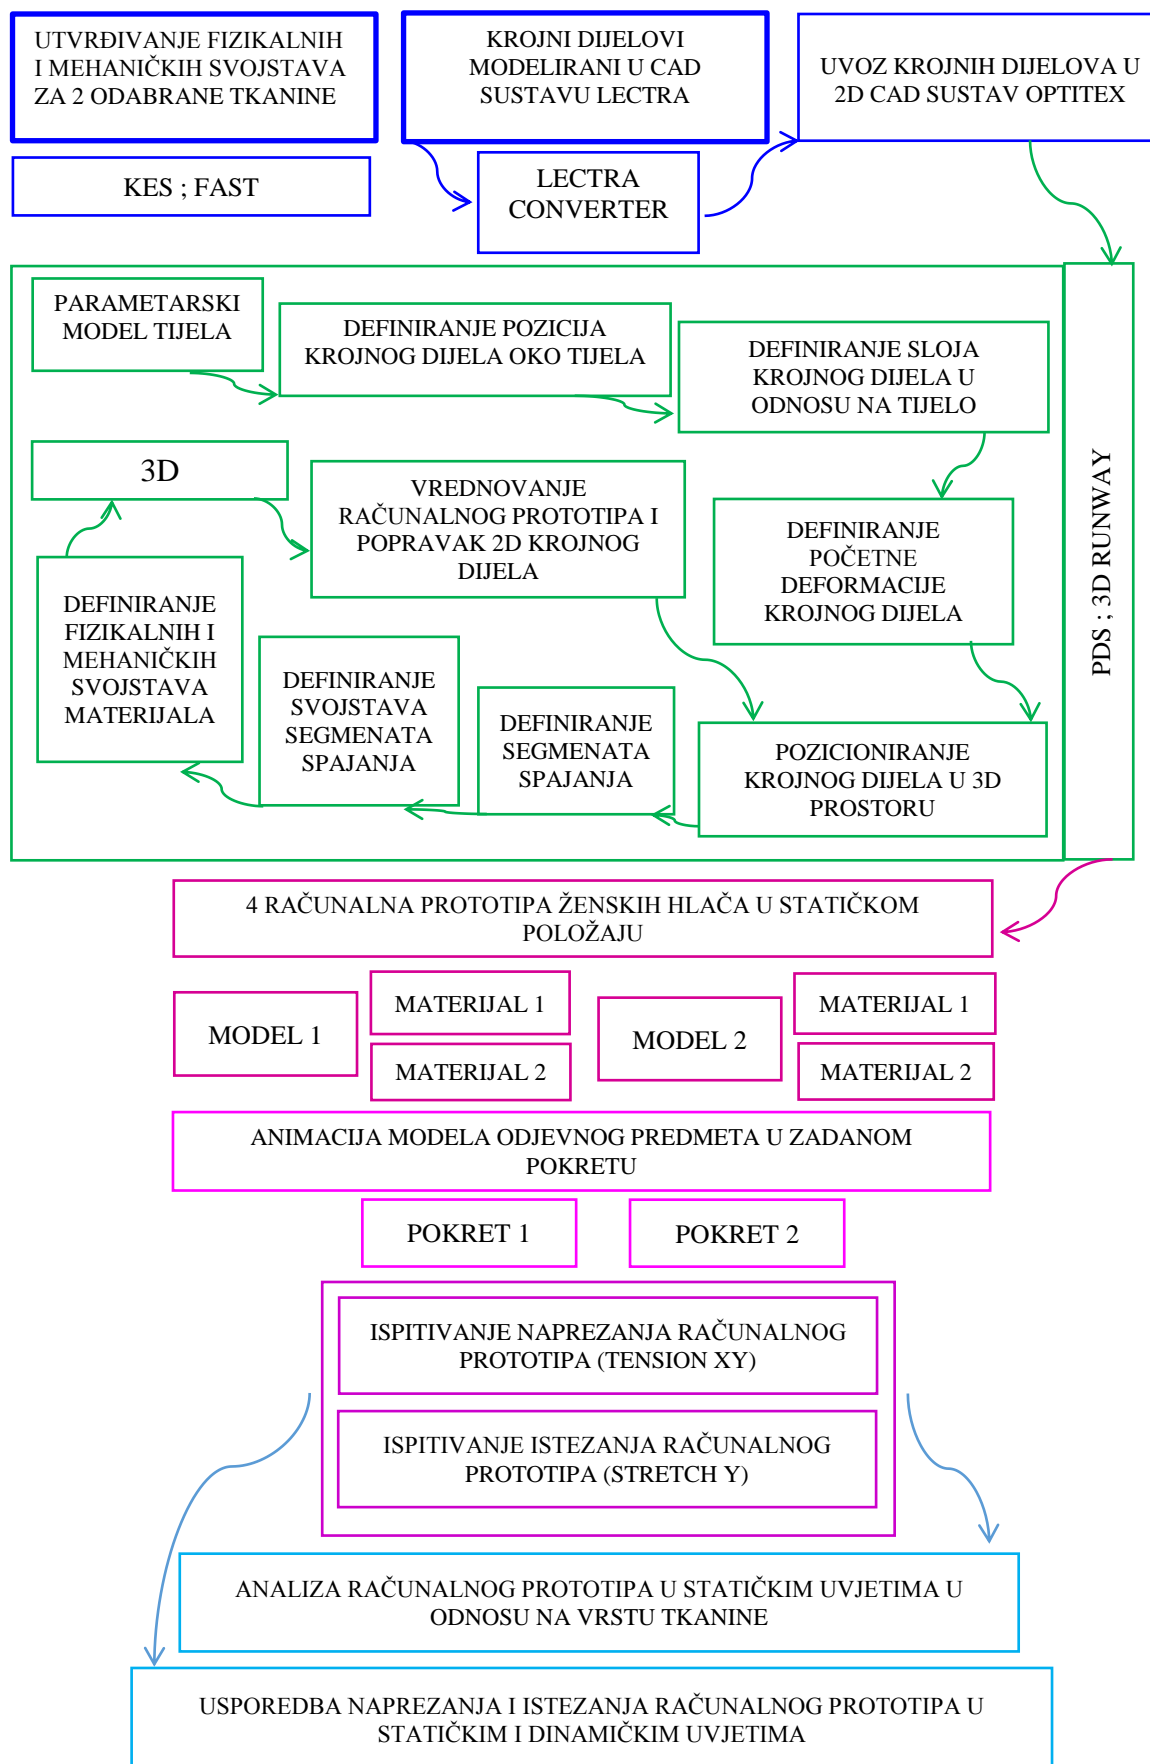 UTVRĐIVANJE FIZIKALNIH
I MEHANIČKIH SVOJSTAVA
ZA 2 ODABRANE TKANINE
KROJNI DIJELOVI
MODELIRANI U CAD
SUSTAVU LECTRA
UVOZ KROJNIH DIJELOVA U
2D CAD SUSTAV OPTITEX
KES ; FAST
LECTRA
CONVERTER
PARAMETARSKI
MODEL TIJELA
DEFINIRANJE POZICIJA
KROJNOG DIJELA OKO TIJELA
DEFINIRANJE SLOJA
KROJNOG DIJELA U
ODNOSU NA TIJELO
3D
VREDNOVANJE
RAČUNALNOG PROTOTIPA I
POPRAVAK 2D KROJNOG
DIJELA
DEFINIRANJE
POČETNE
DEFORMACIJE
KROJNOG DIJELA
PDS ; 3D RUNWAY
DEFINIRANJE
FIZIKALNIH I
MEHANIČKIH
SVOJSTAVA
MATERIJALA
DEFINIRANJE
SVOJSTAVA
SEGMENATA
SPAJANJA
DEFINIRANJE
SEGMENATA
SPAJANJA
POZICIONIRANJE
KROJNOG DIJELA U 3D
PROSTORU
4 RAČUNALNA PROTOTIPA ŽENSKIH HLAČA U STATIČKOM
POLOŽAJU
MODEL 1
MATERIJAL 1
MATERIJAL 2
MODEL 2
MATERIJAL 1
MATERIJAL 2
ANIMACIJA MODELA ODJEVNOG PREDMETA U ZADANOM
POKRETU
POKRET 1
POKRET 2
ISPITIVANJE NAPREZANJA RAČUNALNOG
PROTOTIPA (TENSION XY)
ISPITIVANJE ISTEZANJA RAČUNALNOG
PROTOTIPA (STRETCH Y)
ANALIZA RAČUNALNOG PROTOTIPA U STATIČKIM UVJETIMA U
ODNOSU NA VRSTU TKANINE
USPOREDBA NAPREZANJA I ISTEZANJA RAČUNALNOG PROTOTIPA U
STATIČKIM I DINAMIČKIM UVJETIMA